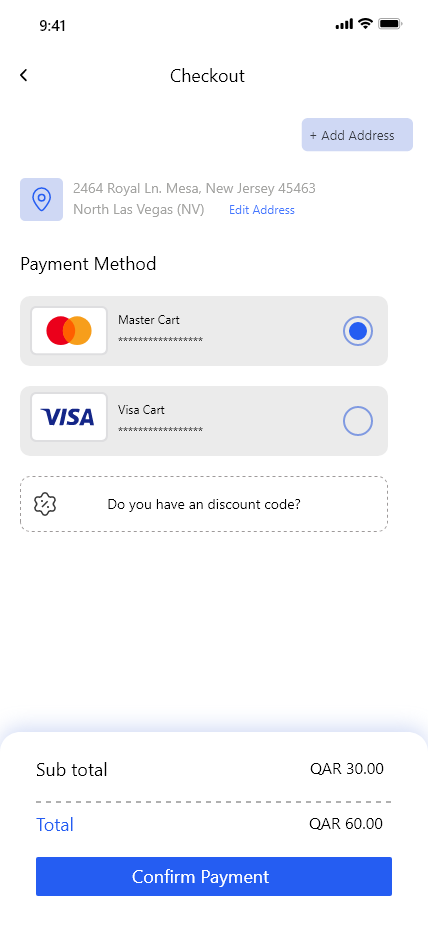 9:41
Checkout
+ Add Address
2464 Royal Ln. Mesa, New Jersey 45463
North Las Vegas (NV) Edit Address
Payment Method
Master Cart
*****************
VISA
Visa Cart
*****************
Do you have an discount code?
Sub total QAR 30.00
Total QAR 60.00
Confirm Payment